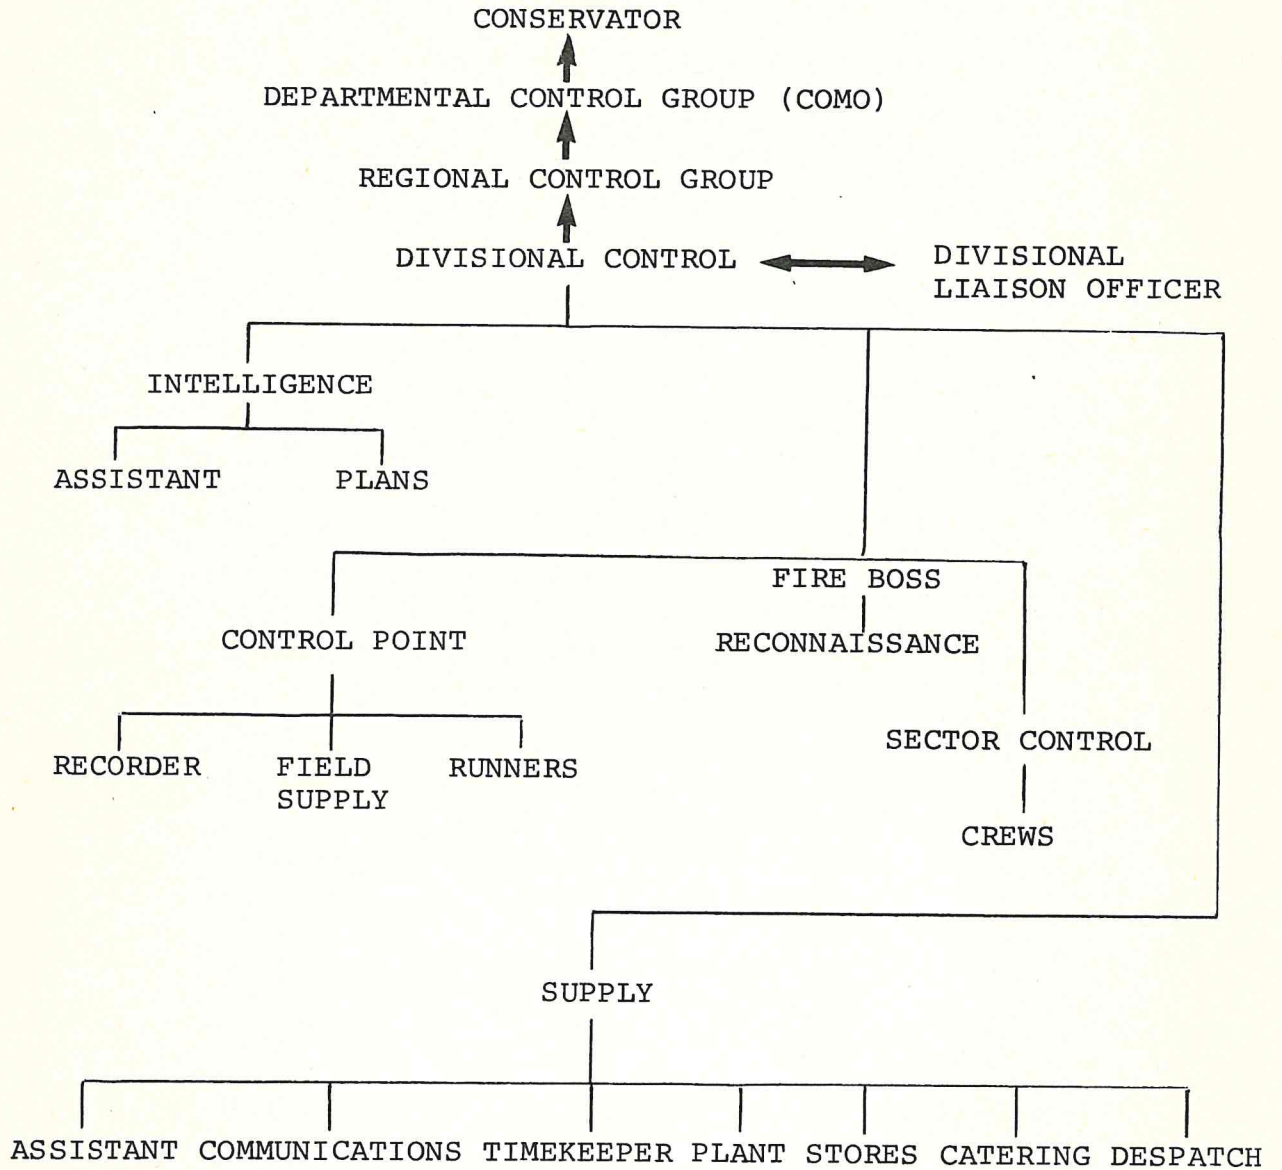 CONSERVATOR
DEPARTMENTAL CONTROL GROUP (COMO)
REGIONAL CONTROL GROUP
DIVISIONAL CONTROL
DIVISIONAL
LIAISON OFFICER
INTELLIGENCE
ASSISTANT
PLANS
FIRE BOSS
RECONNAISSANCE
CONTROL POINT
RECORDER
FIELD
SUPPLY
RUNNERS
SECTOR CONTROL
CREWS
SUPPLY
ASSISTANT COMMUNICATIONS TIMEKEEPER PLANT STORES CATERING DESPATCH